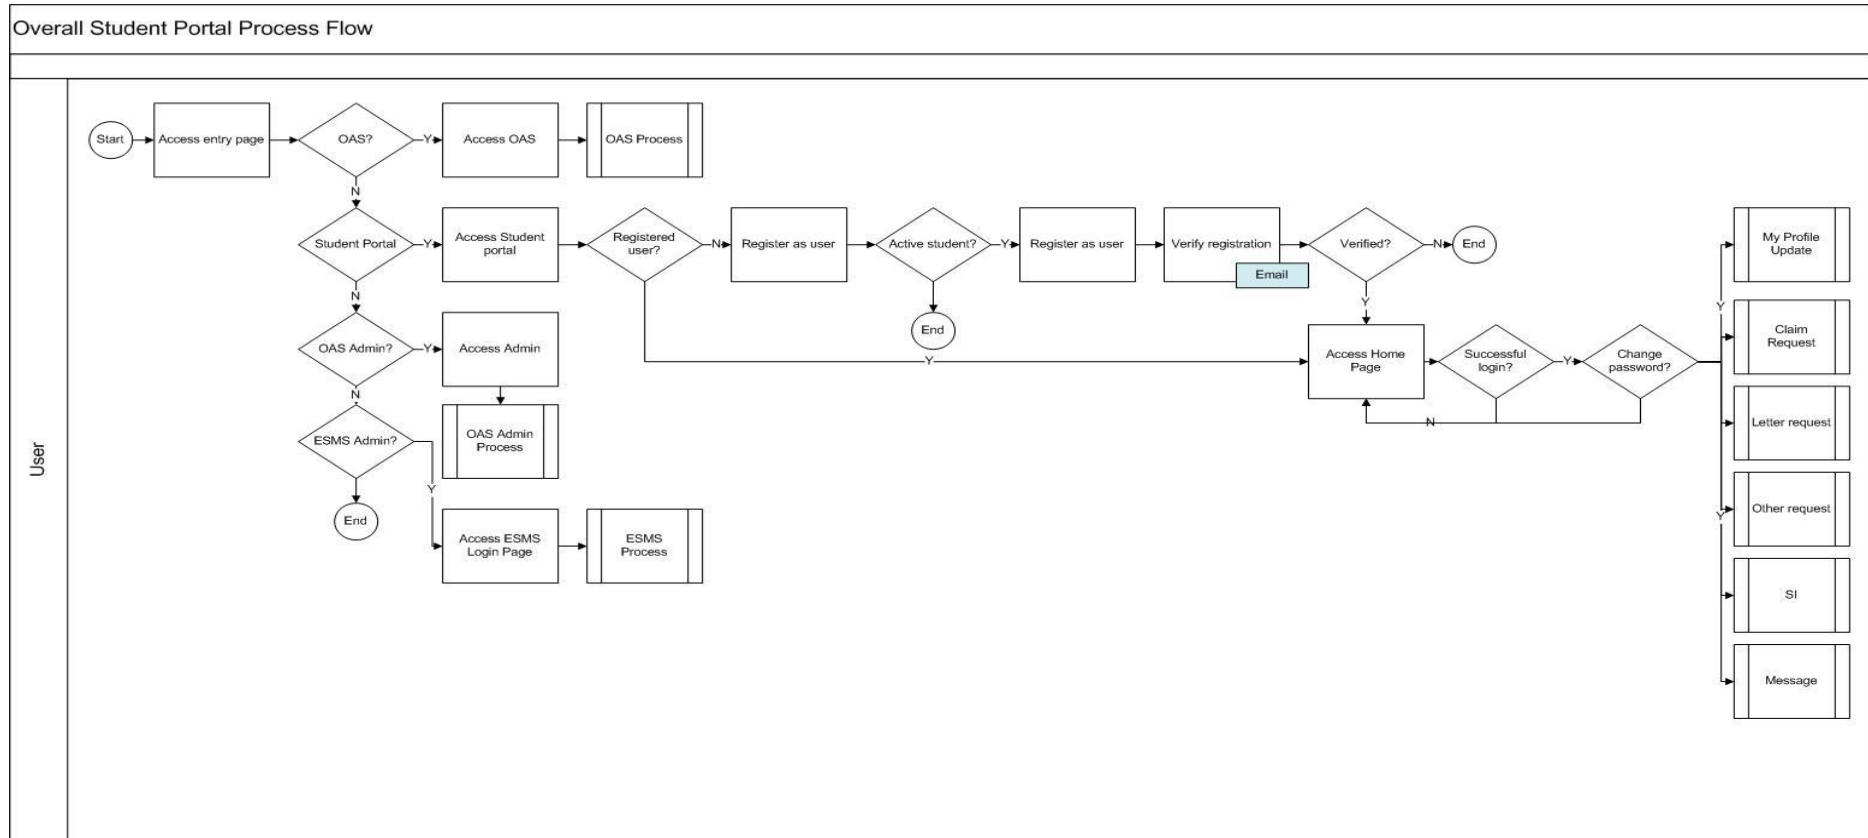 Overall Student Portal Process Flow
User
Start
Access entry page
OAS?
Y
Access OAS
OAS Process
N
Student Portal
Y
Access Student
portal
Registered
user?
N
Register as user
Active student?
Y
Register as user
Verify registration
Email
Verified?
N
End
My Profile
Update
N
End
Y
Y
OAS Admin?
Y
Access Admin
Y
Access Home
Page
Successful
login?
Y
Change
password?
Claim
Request
N
N
Letter request
ESMS Admin?
OAS Admin
Process
Y
End
Access ESMS
Login Page
ESMS
Process
Other request
Y
SI
Message